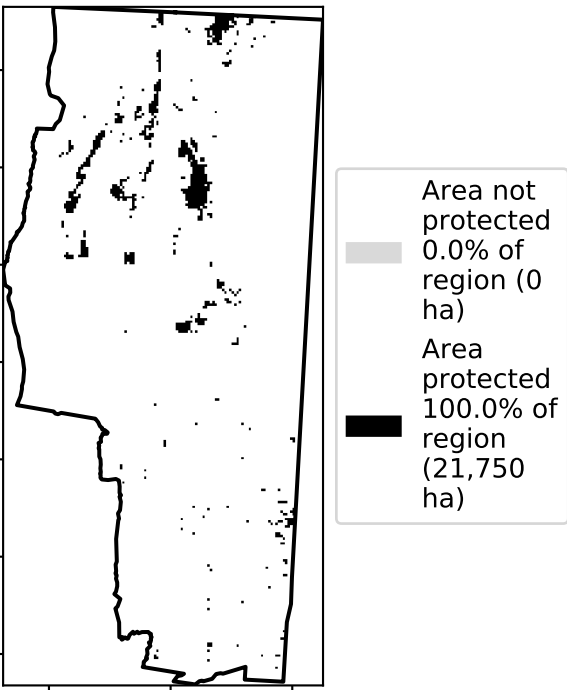 Area not
protected
0.0% of
region (0
ha)
Area
protected
100.0% of
region
(21,750
ha)